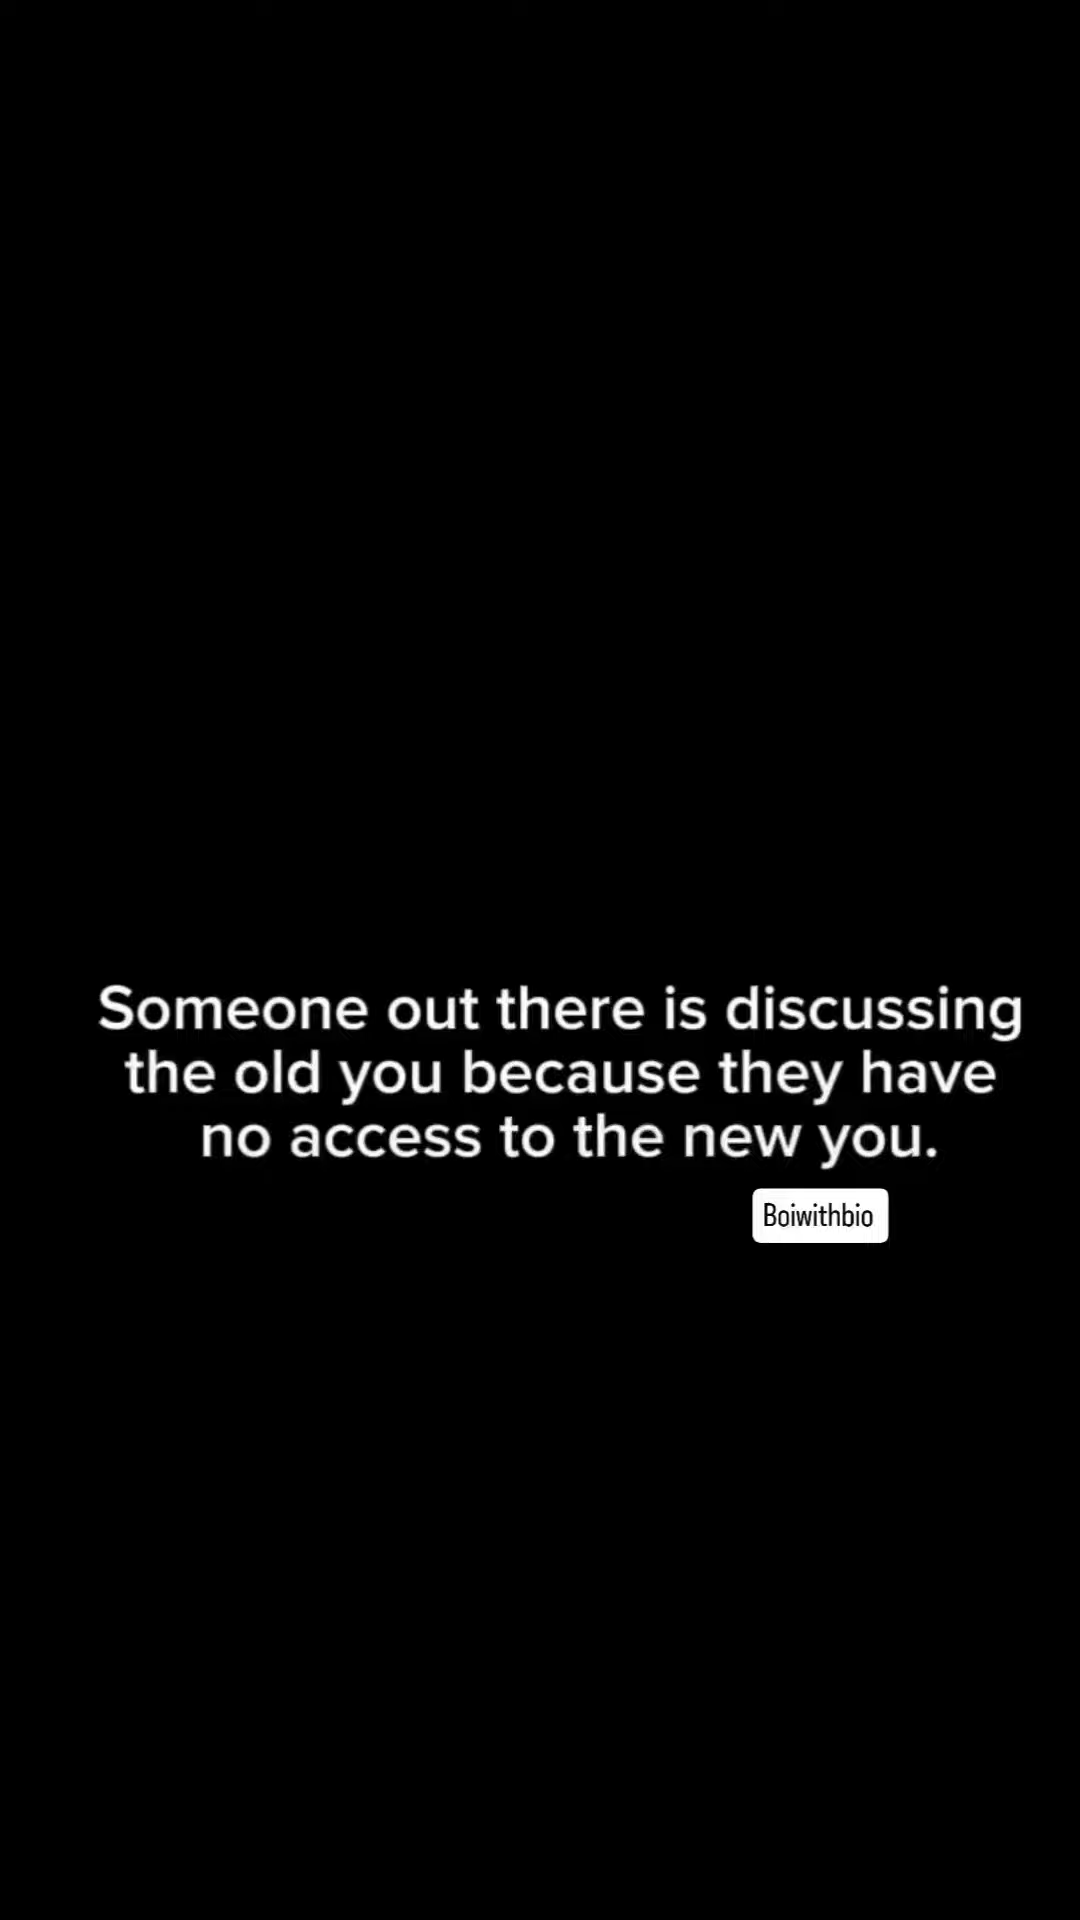 Someone out there is discussing
the old you because they have
no access to the new you.
Boiwithbio